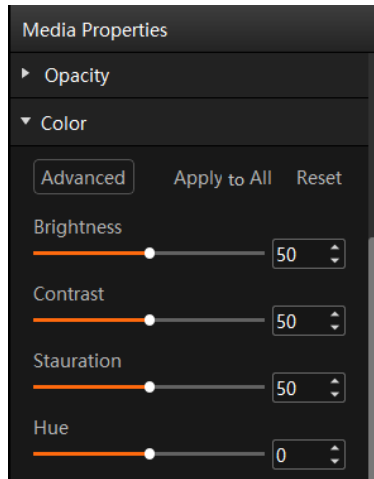 Media Properties
Opacity
Color
Advanced Apply to All Reset
Brightness
50
Contrast
50
Stauration
50
Hue
0